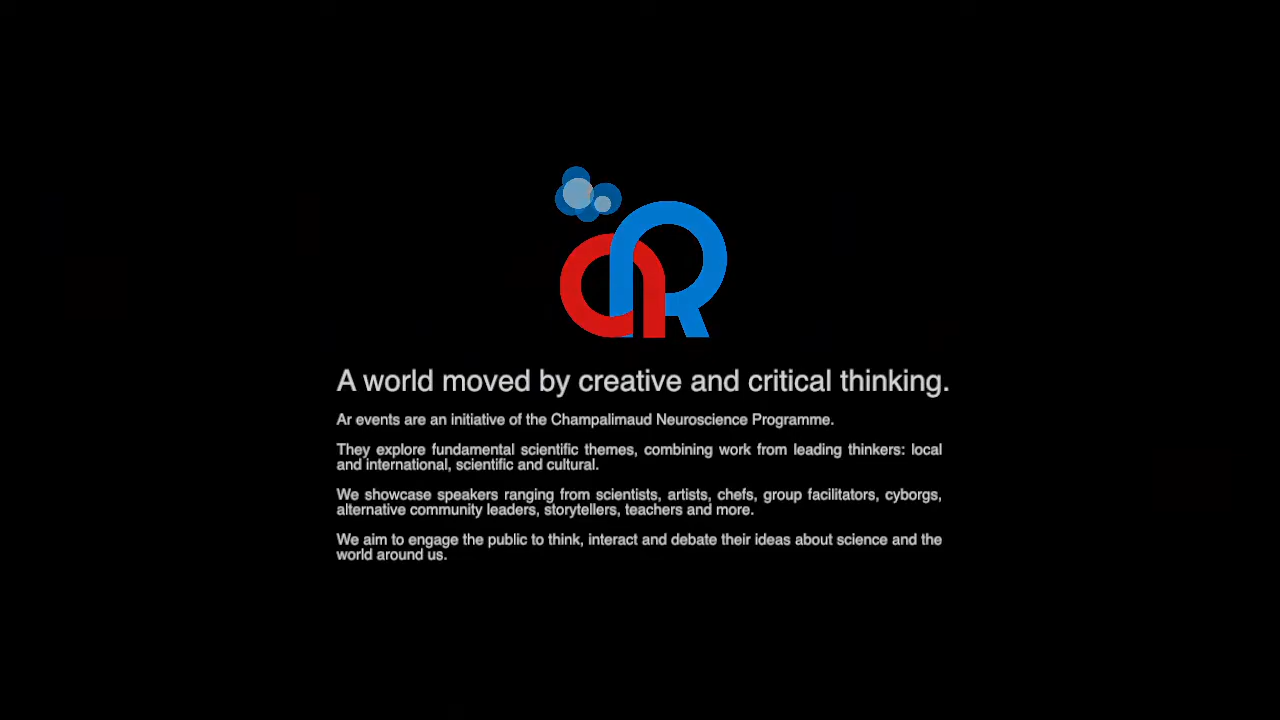 aR
A world moved by creative and critical thinking.
Ar events are an initiative of the Champalimaud Neuroscience Programme.
They explore fundamental scientific themes, combining work from leading thinkers: local
and international, scientific and cultural.
We showcase speakers ranging from scientists, artists, chefs, group facilitators, cyborgs,
alternative community leaders, storytellers, teachers and more.
We aim to engage the public to think, interact and debate their ideas about science and the
world around us.